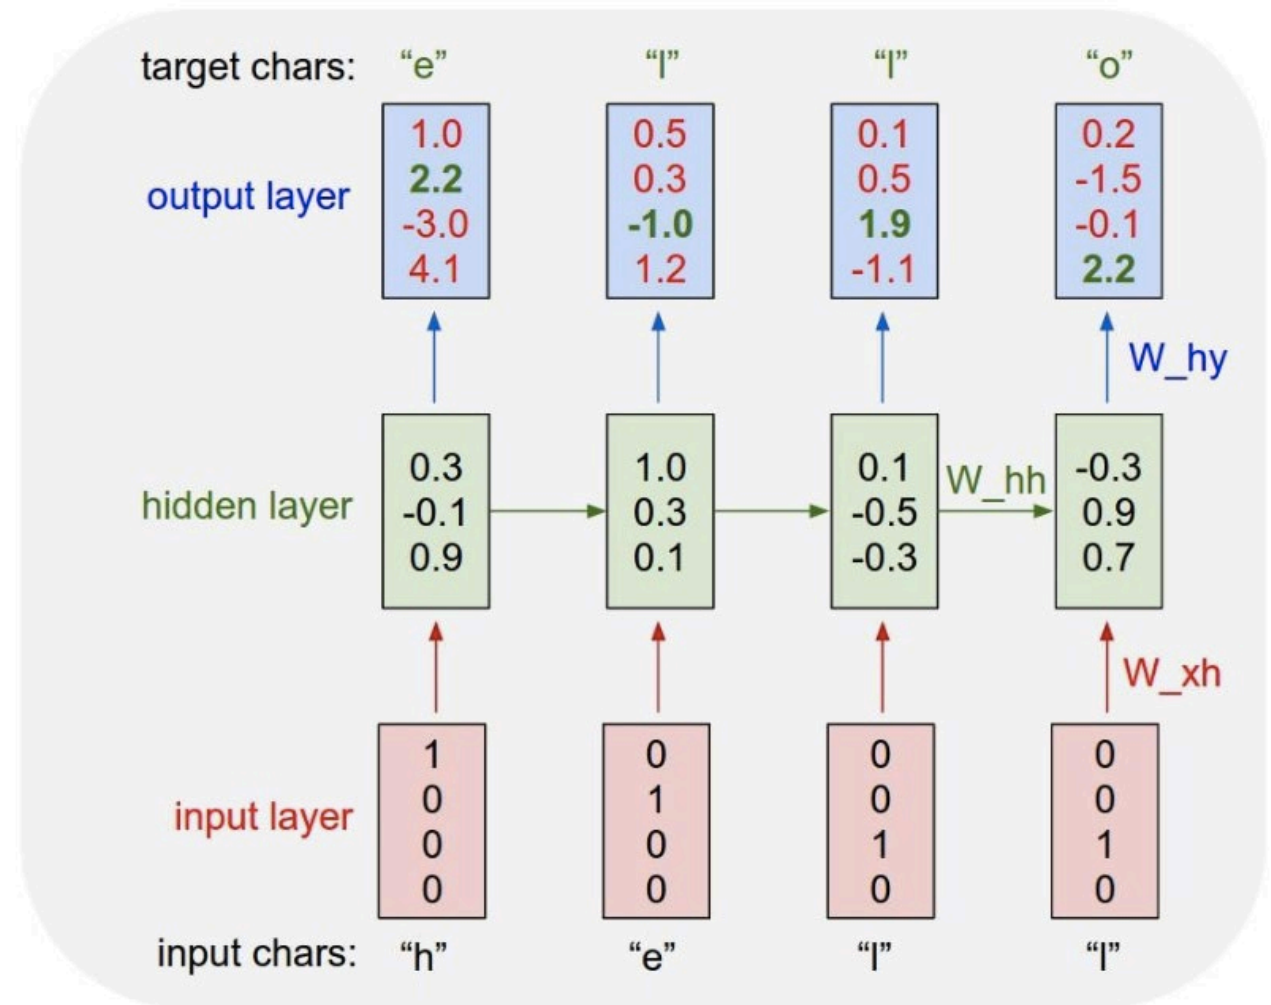 target chars: “e” “l” “l” “o”
output layer
1.0 0.5 0.1 0.2
2.2 0.3 0.5 -1.5
-3.0 -1.0 1.9 -0.1
4.1 1.2 -1.1 2.2
W_hy
hidden layer
0.3 1.0 0.1 -0.3
-0.1 0.3 -0.5 0.9
0.9 0.1 -0.3 0.7
W_hh
W_xh
input layer
1 0 0 0
0 1 0 0
0 0 1 1
0 0 0 0
input chars: “h” “e” “l” “l”